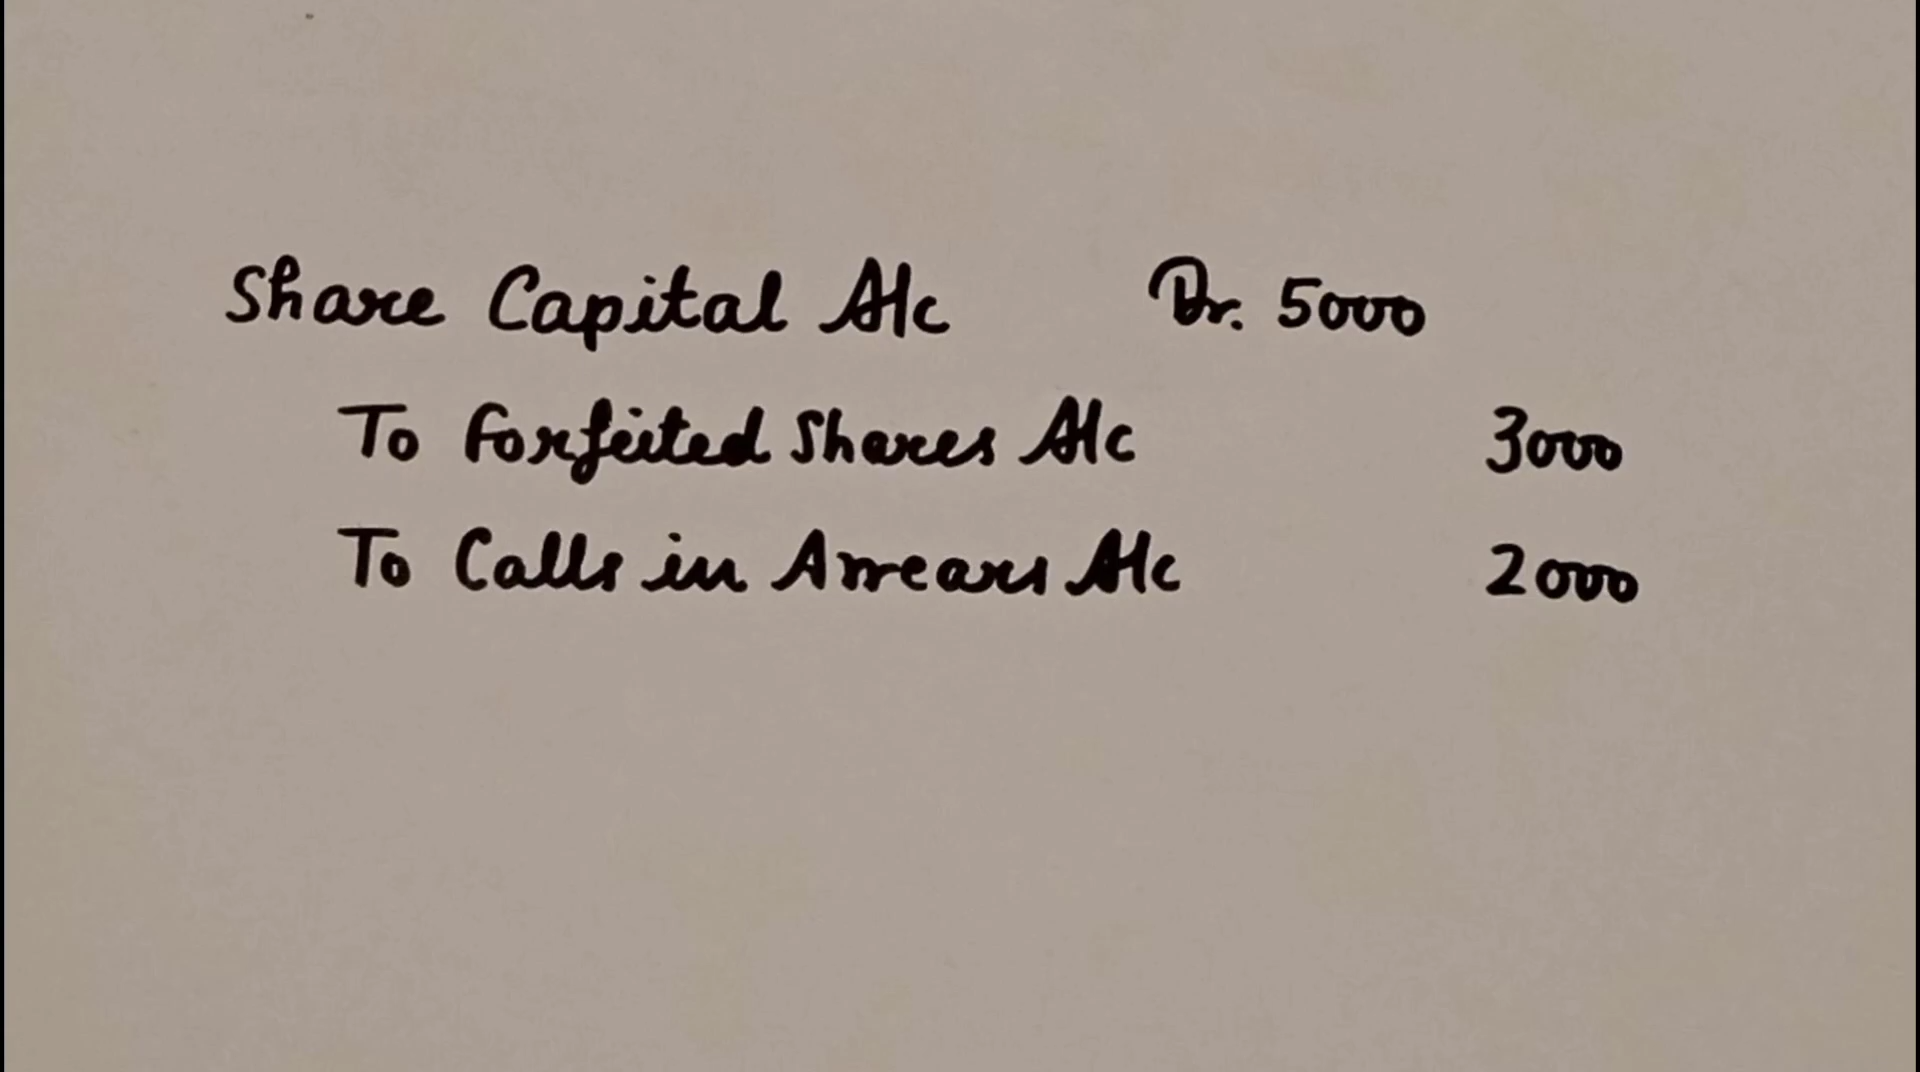 Share Capital A/c Dr. 5000
To Forfeited Shares A/c 3000
To Calls in Arrears A/c 2000